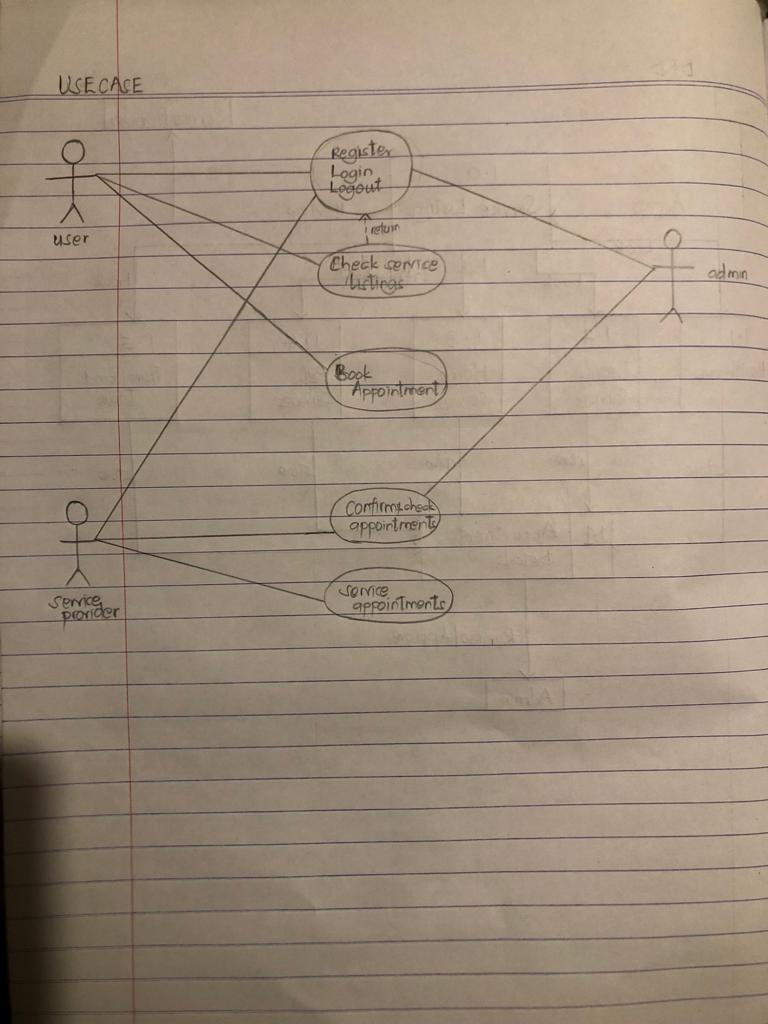 USECASE
Register
Login
Logout
user
return
Check service
listings
admin
Book
Appointment
Confirm+check
appointments
service
provider
service
appointments